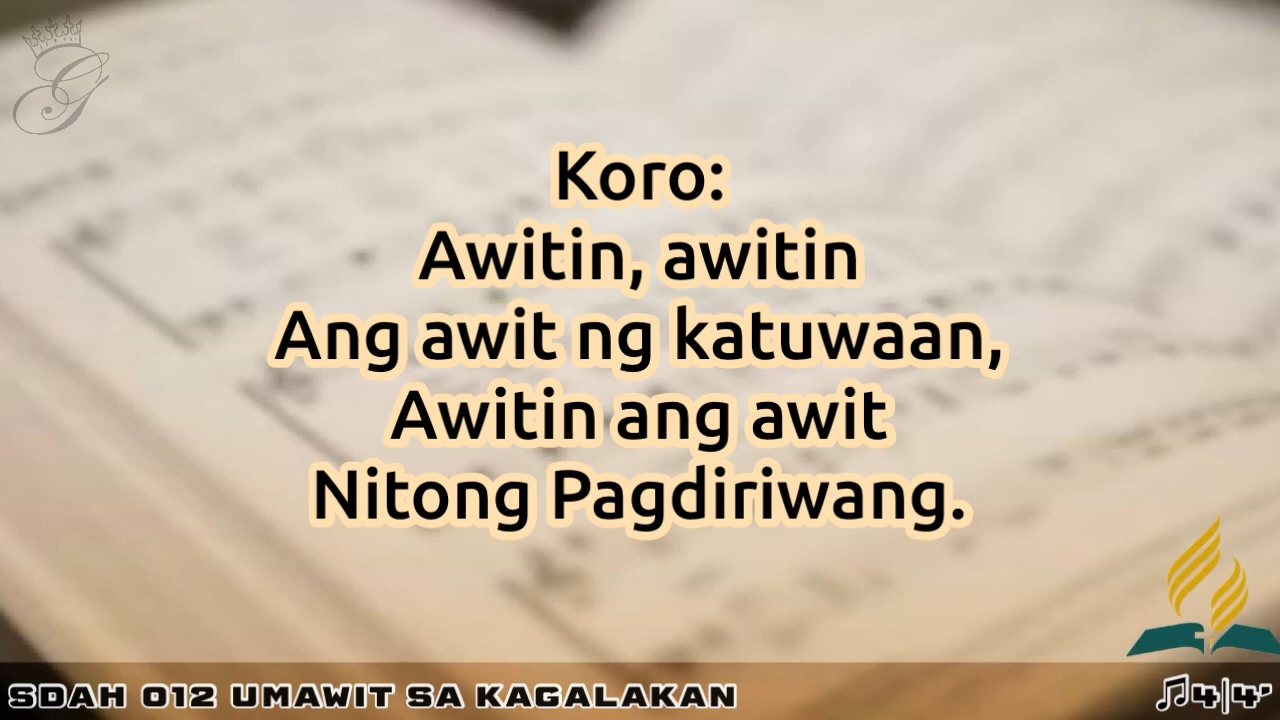 Koro:
Awitin, awitin
Ang awit ng katuwaan,
Awitin ang awit
Nitong Pagdiriwang.
SDAH 012 UMAWIT SA KAGALAKAN
4|4